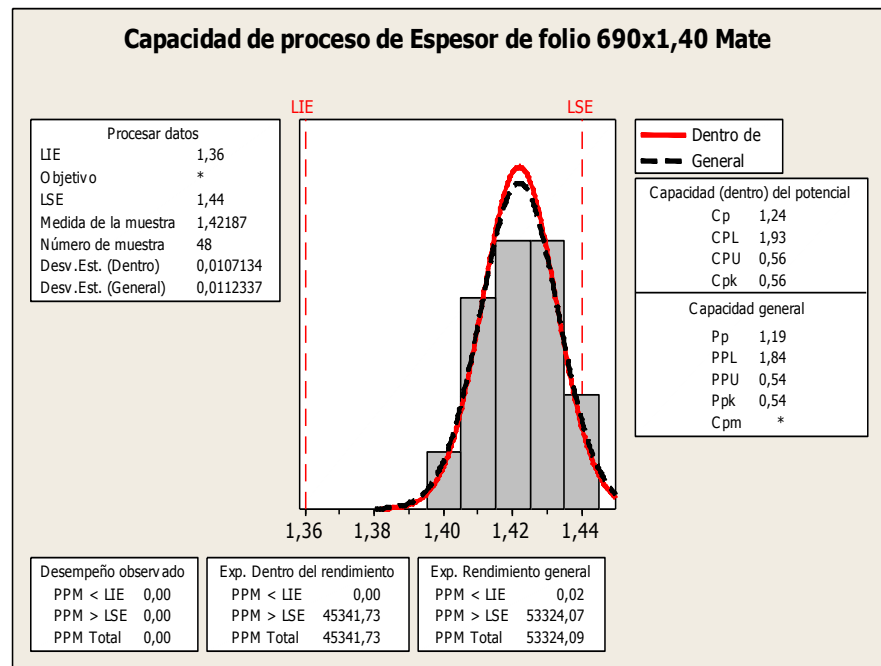 Capacidad de proceso de Espesor de folio 690x1,40 Mate
LIE LSE
Procesar datos
LIE 1,36
Objetivo *
LSE 1,44
Medida de la muestra 1,42187
Número de muestra 48
Desv.Est. (Dentro) 0,0107134
Desv.Est. (General) 0,0112337
Dentro de
General
Capacidad (dentro) del potencial
Cp 1,24
CPL 1,93
CPU 0,56
Cpk 0,56
Capacidad general
Pp 1,19
PPL 1,84
PPU 0,54
Ppk 0,54
Cpm *
1,36 1,38 1,40 1,42 1,44
Desempeño observado
PPM < LIE 0,00
PPM > LSE 0,00
PPM Total 0,00
Exp. Dentro del rendimiento
PPM < LIE 0,00
PPM > LSE 45341,73
PPM Total 45341,73
Exp. Rendimiento general
PPM < LIE 0,02
PPM > LSE 53324,07
PPM Total 53324,09